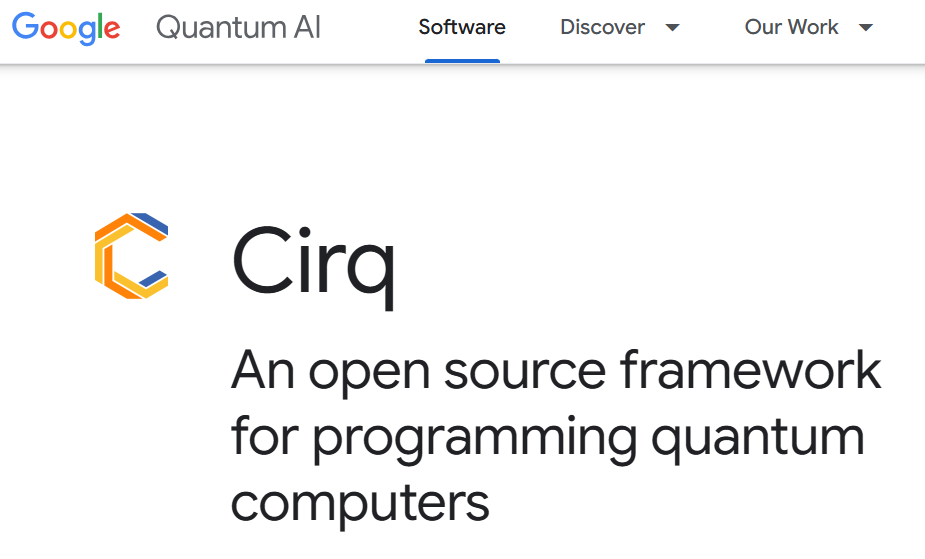 Google Quantum AI Software Discover Our Work
Cirq
An open source framework
for programming quantum
computers